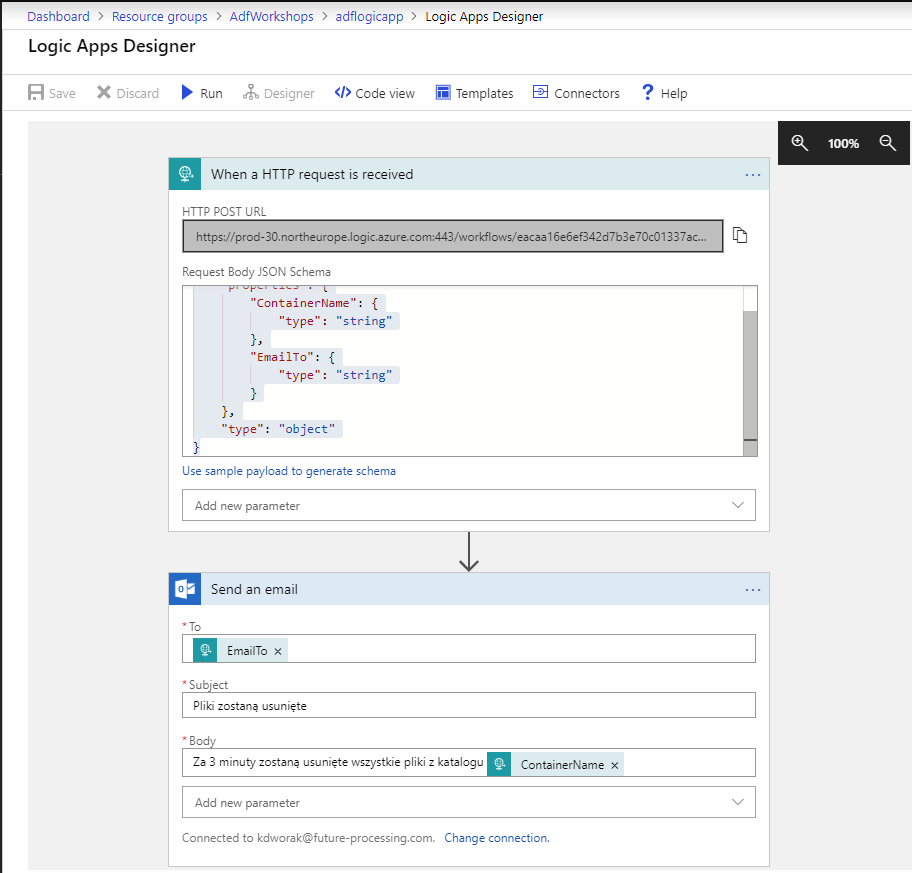 Dashboard > Resource groups > AdfWorkshops > adflogicapp > Logic Apps Designer
Logic Apps Designer
Save Discard Run Designer </> Code view Templates Connectors ? Help
100%
When a HTTP request is received ...
HTTP POST URL
https://prod-30.northeurope.logic.azure.com:443/workflows/eacaa16e6ef342d7b3e70c01337ac...
Request Body JSON Schema
"properties": {
"ContainerName": {
"type": "string"
},
"EmailTo": {
"type": "string"
}
},
"type": "object"
}
Use sample payload to generate schema
Add new parameter
Send an email ...
* To
EmailTo ×
* Subject
Pliki zostaną usunięte
* Body
Za 3 minuty zostaną usunięte wszystkie pliki z katalogu ContainerName ×
Add new parameter
Connected to kdworak@future-processing.com. Change connection.